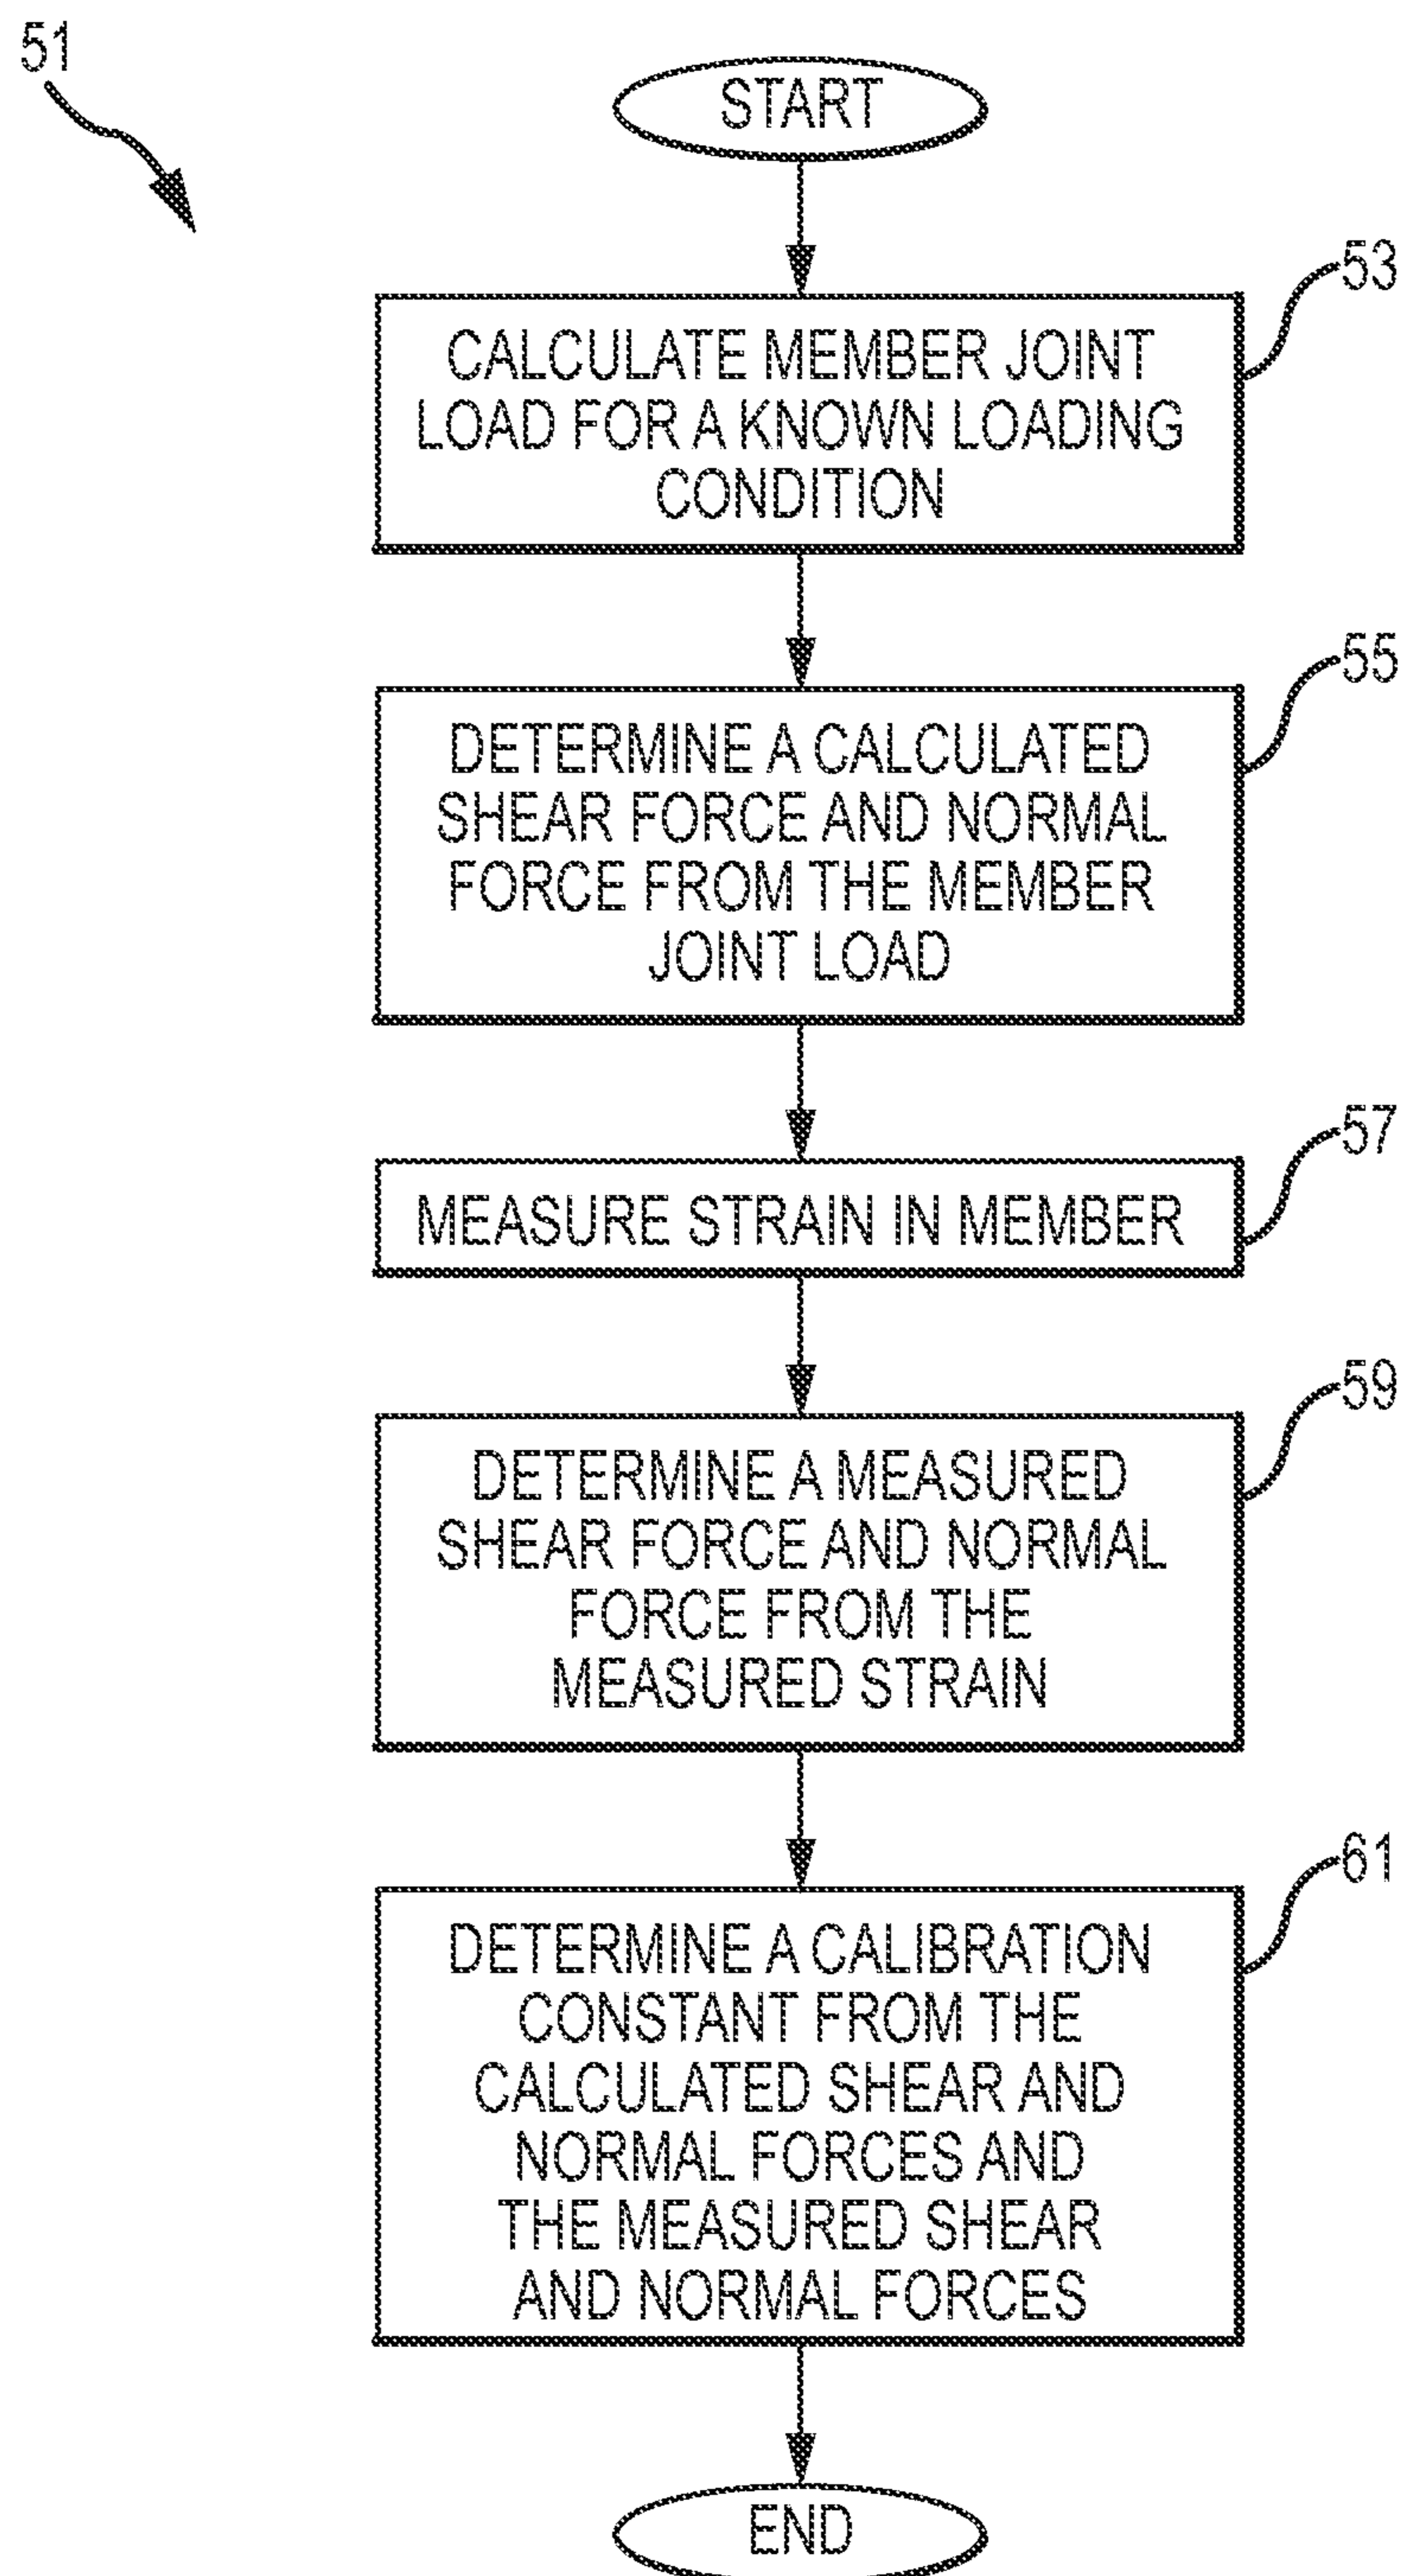 51
START
53
CALCULATE MEMBER JOINT
LOAD FOR A KNOWN LOADING
CONDITION
55
DETERMINE A CALCULATED
SHEAR FORCE AND NORMAL
FORCE FROM THE MEMBER
JOINT LOAD
57
MEASURE STRAIN IN MEMBER
59
DETERMINE A MEASURED
SHEAR FORCE AND NORMAL
FORCE FROM THE
MEASURED STRAIN
61
DETERMINE A CALIBRATION
CONSTANT FROM THE
CALCULATED SHEAR AND
NORMAL FORCES AND
THE MEASURED SHEAR
AND NORMAL FORCES
END